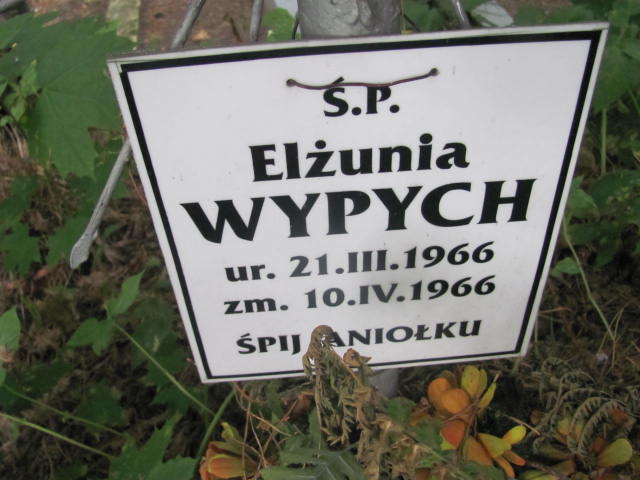 Ś.P.
Elżunia
WYPYCH
ur. 21.III.1966
zm. 10.IV.1966
ŚPIJ ANIOŁKU